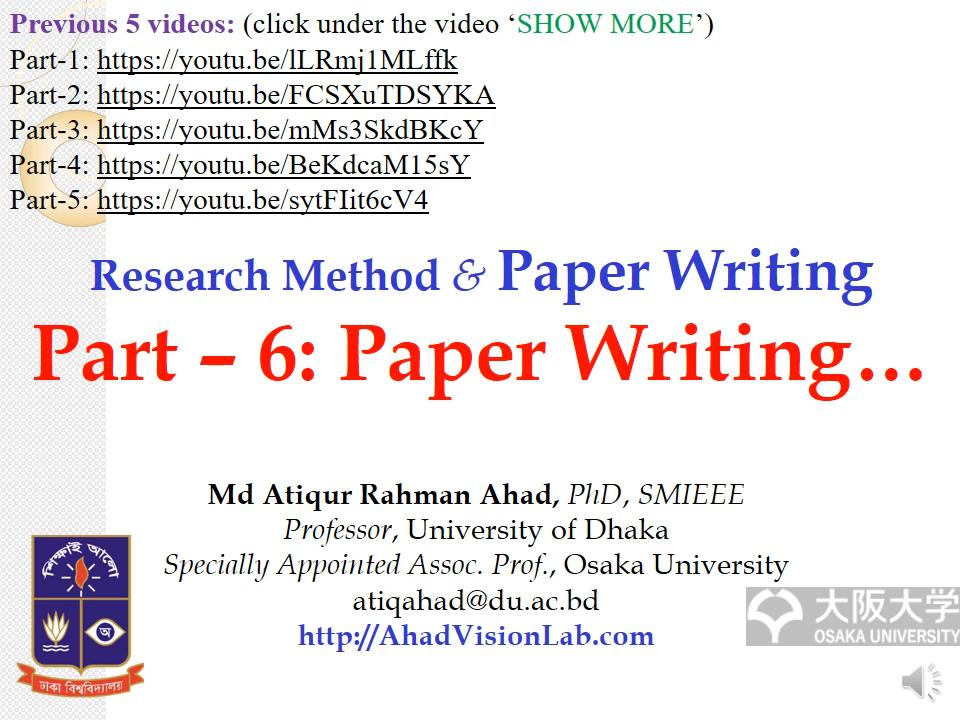 Previous 5 videos: (click under the video ‘SHOW MORE’)
Part-1: https://youtu.be/lLRmj1MLffk
Part-2: https://youtu.be/FCSXuTDSYKA
Part-3: https://youtu.be/mMs3SkdBKcY
Part-4: https://youtu.be/BeKdcaM15sY
Part-5: https://youtu.be/sytFIit6cV4
Research Method & Paper Writing
Part – 6: Paper Writing…
Md Atiqur Rahman Ahad, PhD, SMIEEE
Professor, University of Dhaka
Specially Appointed Assoc. Prof., Osaka University
atiqahad@du.ac.bd
http://AhadVisionLab.com
শিক্ষাই আলো
অ
ঢাকা বিশ্ববিদ্যালয়
大阪大学
OSAKA UNIVERSITY